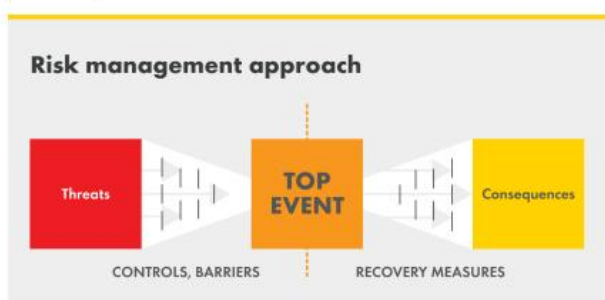 Risk management approach
Threats
TOP
EVENT
Consequences
CONTROLS, BARRIERS
RECOVERY MEASURES